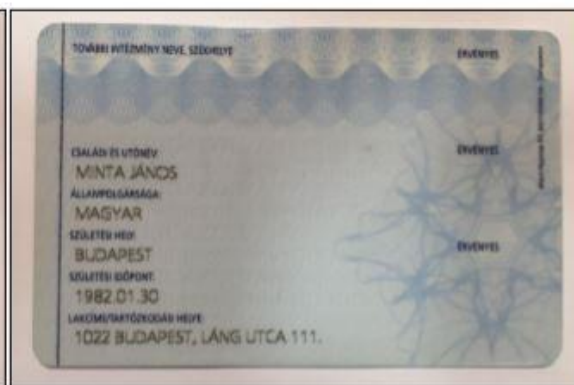 TOVÁBBI INTÉZMÉNY NEVE, SZÉKHELYE
ÉRVÉNYES
CSALÁDI ÉS UTÓNÉV:
MINTA JÁNOS
ÉRVÉNYES
ÁLLAMPOLGÁRSÁGA:
MAGYAR
SZÜLETÉSI HELY:
BUDAPEST
ÉRVÉNYES
SZÜLETÉSI IDŐPONT:
1982.01.30
LAKCÍME/TARTÓZKODÁSI HELYE:
1022 BUDAPEST, LÁNG UTCA 111.